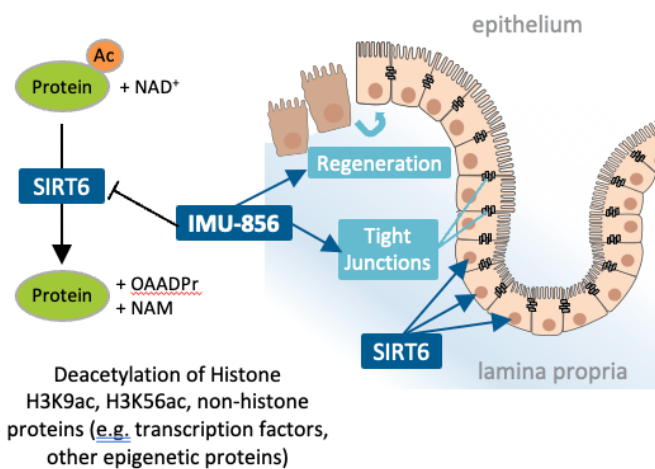 epithelium
Ac
Protein + NAD⁺
Regeneration
SIRT6
IMU-856
Tight
Junctions
Protein
+ OAADPr
+ NAM
SIRT6
lamina propria
Deacetylation of Histone
H3K9ac, H3K56ac, non-histone
proteins (e.g. transcription factors,
other epigenetic proteins)